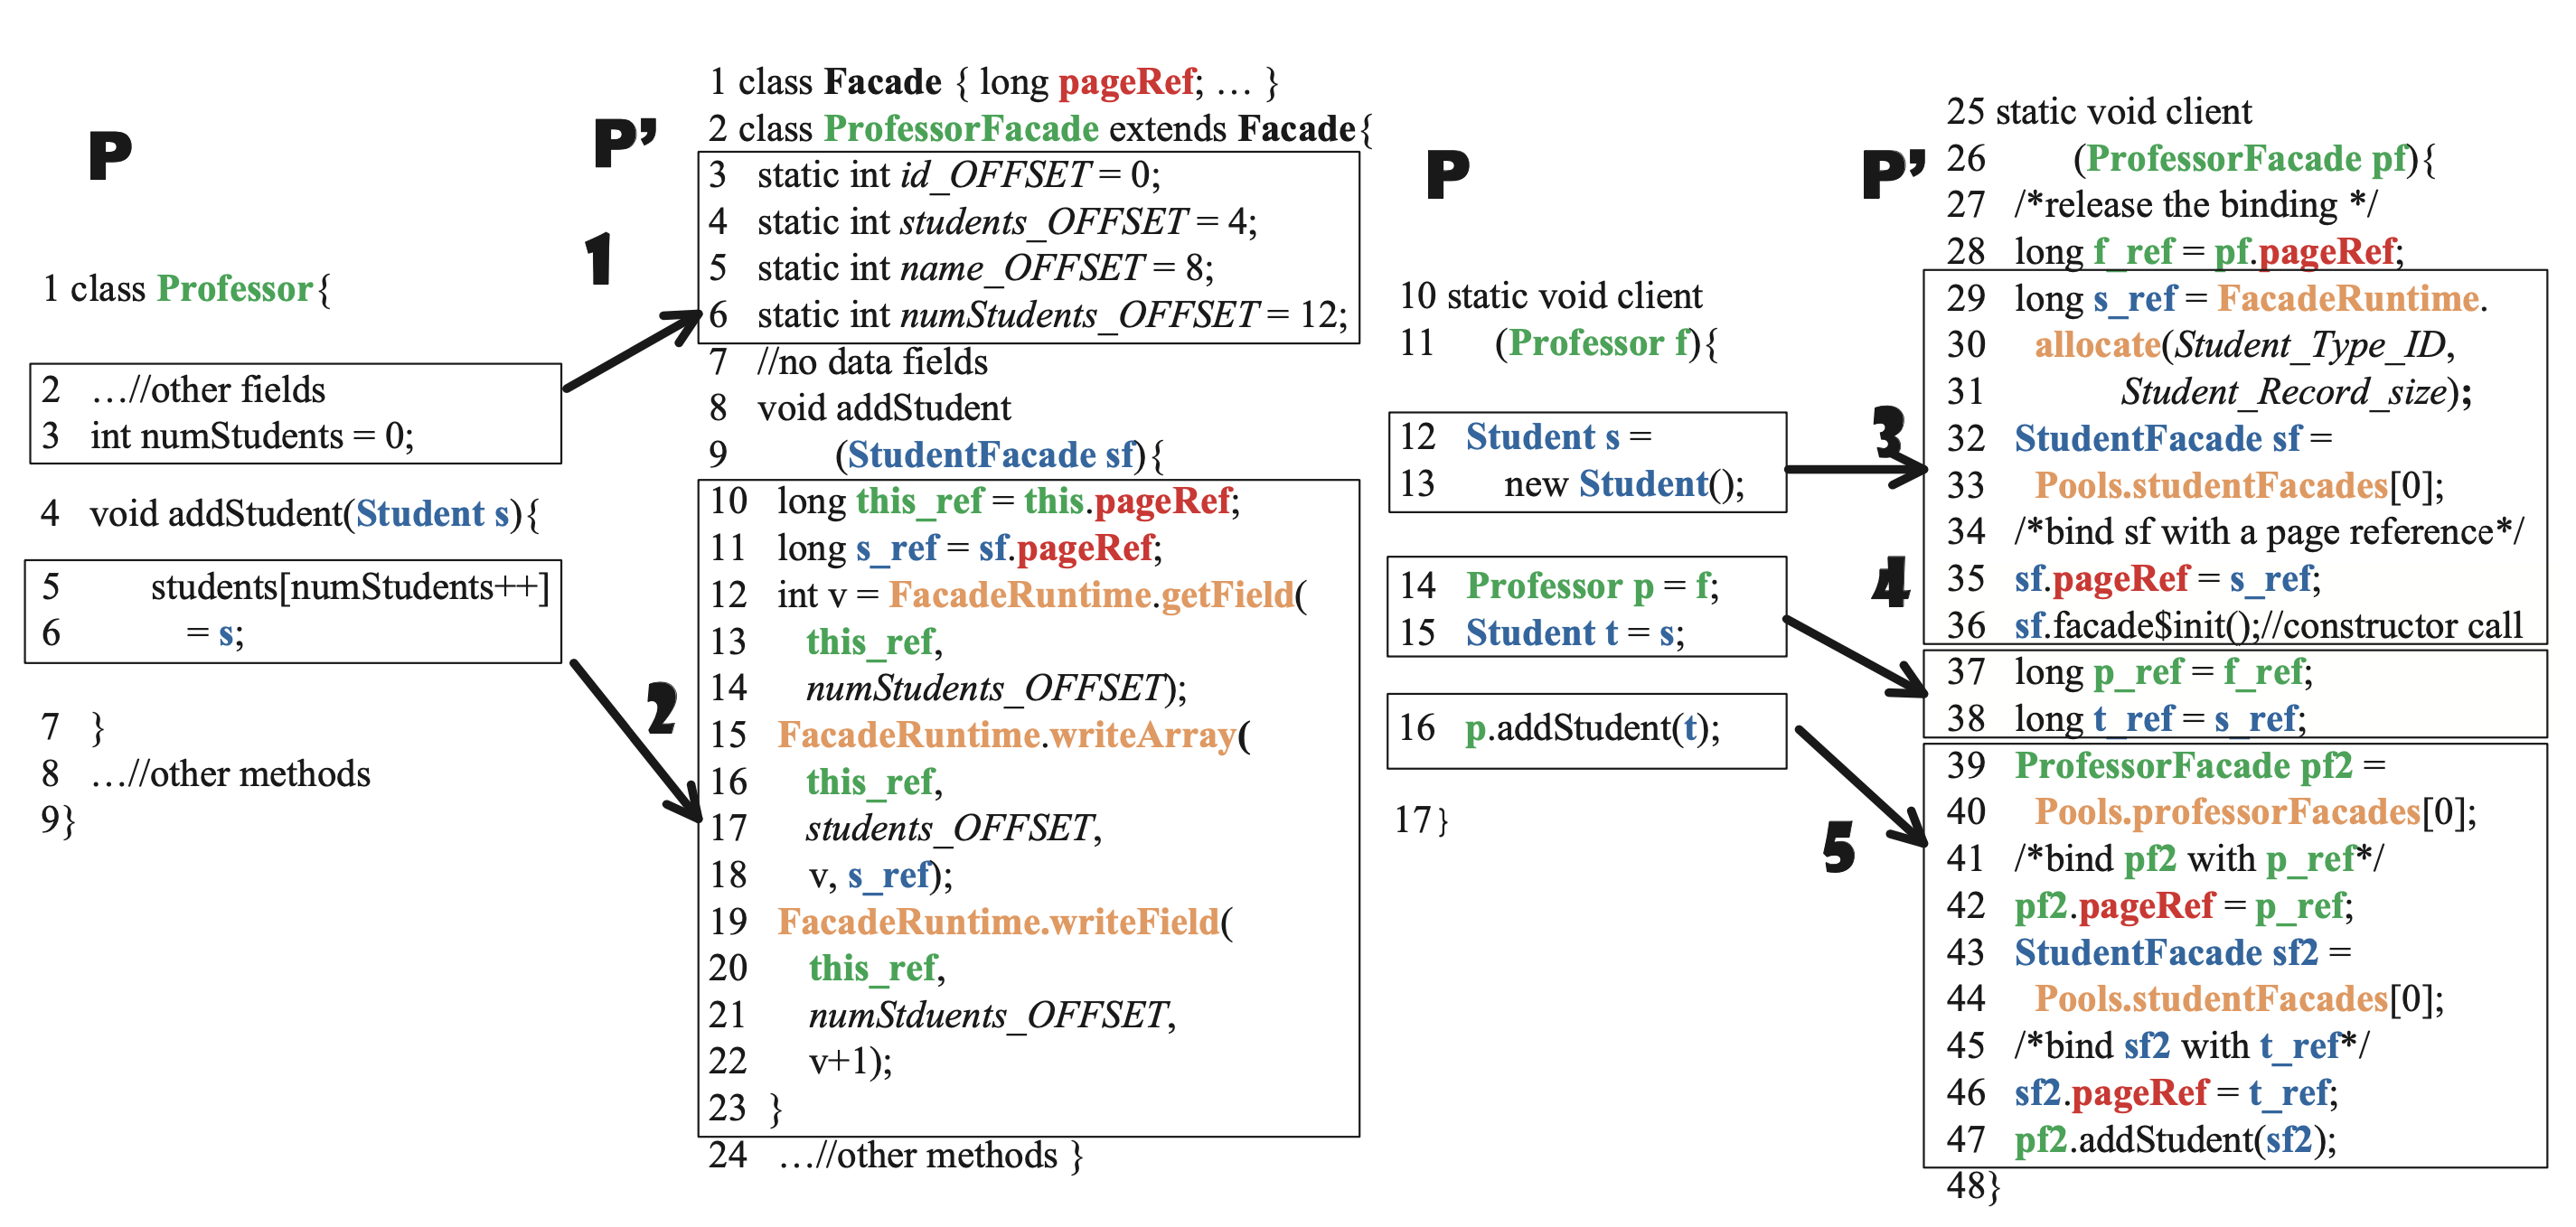 P
1 class Professor{
2 …//other fields
3 int numStudents = 0;
4 void addStudent(Student s){
5 students[numStudents++]
6 = s;
7 }
8 …//other methods
9}
P’
1 class Facade { long pageRef; … }
2 class ProfessorFacade extends Facade{
3 static int id_OFFSET = 0;
4 static int students_OFFSET = 4;
5 static int name_OFFSET = 8;
6 static int numStudents_OFFSET = 12;
7 //no data fields
8 void addStudent
9 (StudentFacade sf){
10 long this_ref = this.pageRef;
11 long s_ref = sf.pageRef;
12 int v = FacadeRuntime.getField(
13 this_ref,
14 numStudents_OFFSET);
15 FacadeRuntime.writeArray(
16 this_ref,
17 students_OFFSET,
18 v, s_ref);
19 FacadeRuntime.writeField(
20 this_ref,
21 numStduents_OFFSET,
22 v+1);
23 }
24 …//other methods }
1
2
P
10 static void client
11 (Professor f){
12 Student s =
13 new Student();
14 Professor p = f;
15 Student t = s;
16 p.addStudent(t);
17}
3
4
5
P’
25 static void client
26 (ProfessorFacade pf){
27 /*release the binding */
28 long f_ref = pf.pageRef;
29 long s_ref = FacadeRuntime.
30 allocate(Student_Type_ID,
31 Student_Record_size);
32 StudentFacade sf =
33 Pools.studentFacades[0];
34 /*bind sf with a page reference*/
35 sf.pageRef = s_ref;
36 sf.facade$init();//constructor call
37 long p_ref = f_ref;
38 long t_ref = s_ref;
39 ProfessorFacade pf2 =
40 Pools.professorFacades[0];
41 /*bind pf2 with p_ref*/
42 pf2.pageRef = p_ref;
43 StudentFacade sf2 =
44 Pools.studentFacades[0];
45 /*bind sf2 with t_ref*/
46 sf2.pageRef = t_ref;
47 pf2.addStudent(sf2);
48}